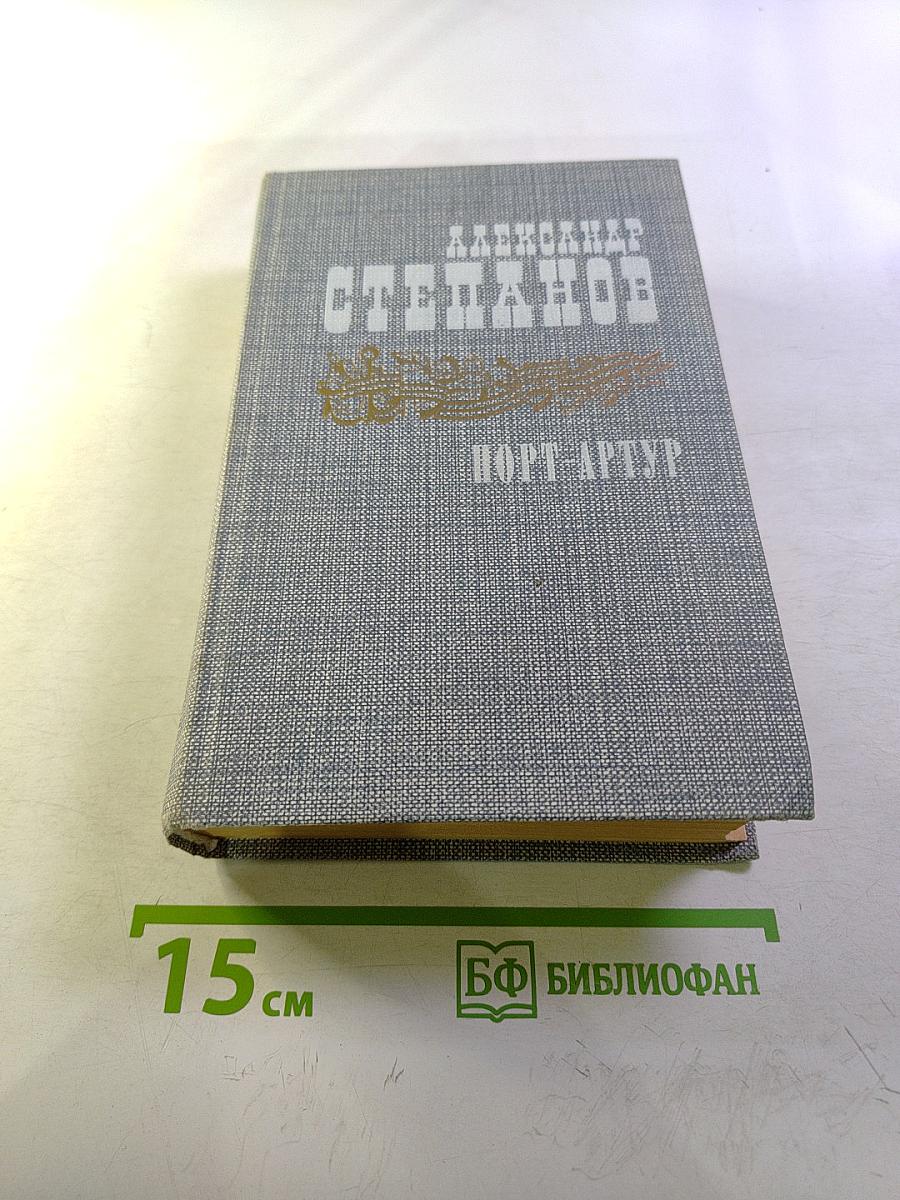 АЛЕКСАНДР
СТЕПАНОВ
ПОРТ-АРТУР
15 см
БФ БИБЛИОФАН